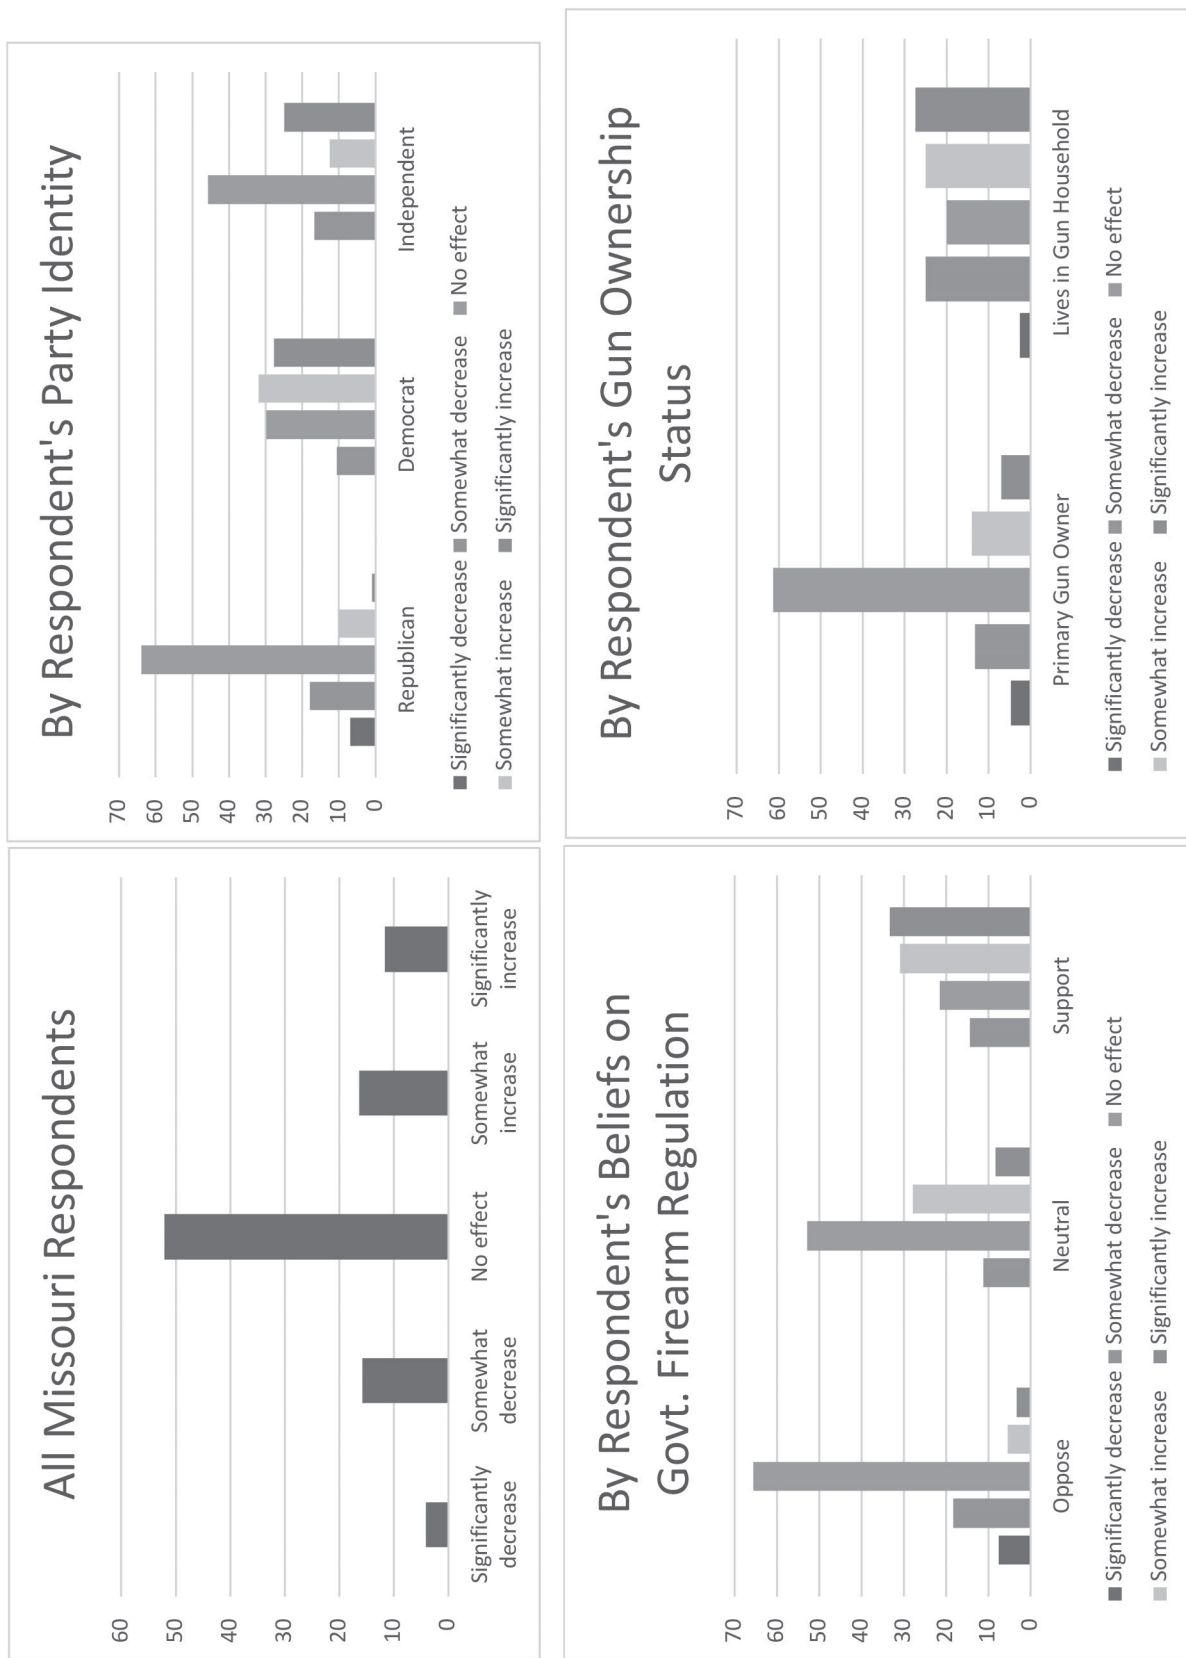 All Missouri Respondents
60
50
40
30
20
10
0
Significantly
decrease
Somewhat
decrease
No effect
Somewhat
increase
Significantly
increase
By Respondent's Party Identity
70
60
50
40
30
20
10
0
Republican
Democrat
Independent
Significantly decrease Somewhat decrease No effect
Somewhat increase Significantly increase
By Respondent's Beliefs on
Govt. Firearm Regulation
70
60
50
40
30
20
10
0
Oppose
Neutral
Support
Significantly decrease Somewhat decrease No effect
Somewhat increase Significantly increase
By Respondent's Gun Ownership
Status
70
60
50
40
30
20
10
0
Primary Gun Owner
Lives in Gun Household
Significantly decrease Somewhat decrease No effect
Somewhat increase Significantly increase